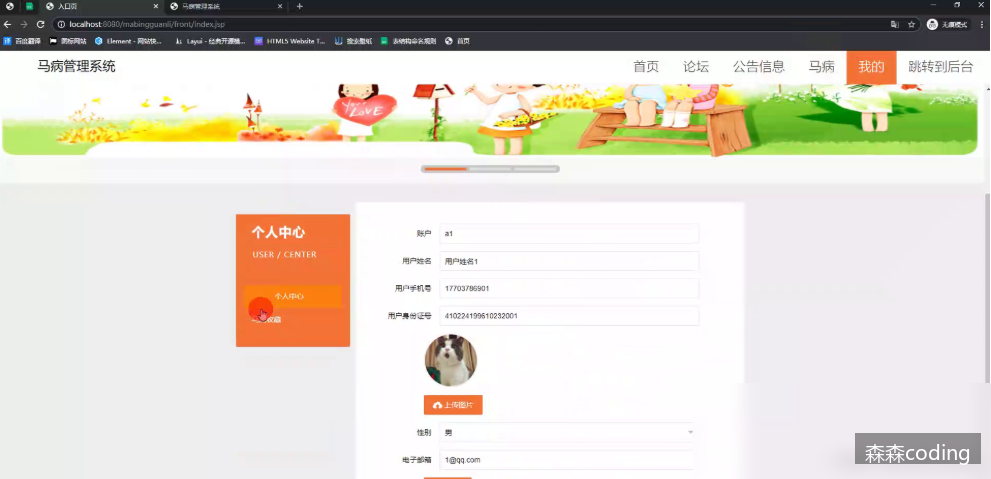 入口页
马病管理系统
localhost:8080/mabingguanli/front/index.jsp
无痕模式
百度翻译
图标网站
Element - 网站快...
Layui - 经典开源模...
HTML5 Website T...
搜索壁纸
表结构命名规则
首页
马病管理系统
首页
论坛
公告信息
马病
我的
跳转到后台
You're LOVE
个人中心
USER / CENTER
个人中心
收藏
账户
a1
用户姓名
用户姓名1
用户手机号
17703786901
用户身份证号
410224199610232001
上传图片
性别
男
电子邮箱
1@qq.com
森森coding